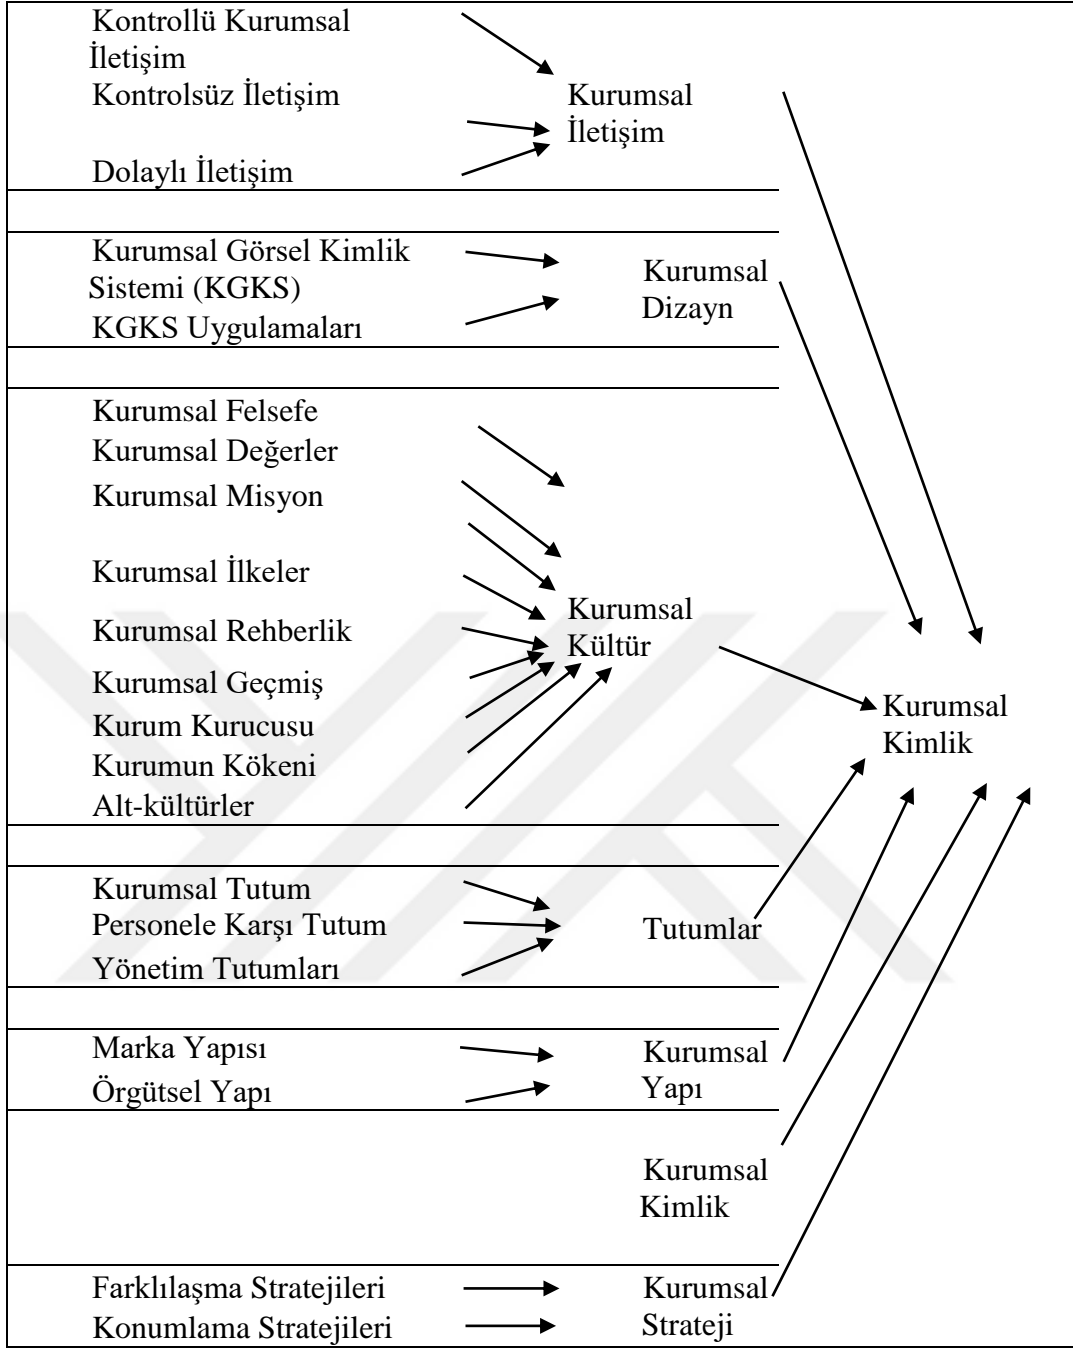 Kontrollü Kurumsal
İletişim
Kontrolsüz İletişim
Dolaylı İletişim
Kurumsal
İletişim
Kurumsal Görsel Kimlik
Sistemi (KGKS)
KGKS Uygulamaları
Kurumsal
Dizayn
Kurumsal Felsefe
Kurumsal Değerler
Kurumsal Misyon
Kurumsal İlkeler
Kurumsal Rehberlik
Kurumsal Geçmiş
Kurum Kurucusu
Kurumun Kökeni
Alt-kültürler
Kurumsal
Kültür
Kurumsal
Kimlik
Kurumsal Tutum
Personele Karşı Tutum
Yönetim Tutumları
Tutumlar
Marka Yapısı
Örgütsel Yapı
Kurumsal
Yapı
Kurumsal
Kimlik
Farklılaşma Stratejileri
Konumlama Stratejileri
Kurumsal
Strateji